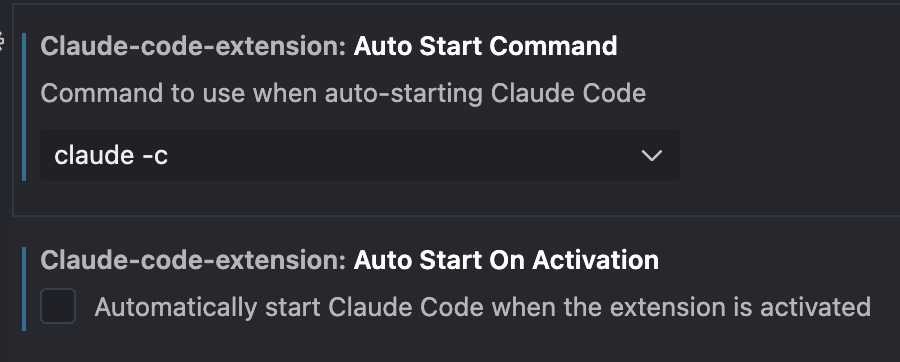 Claude-code-extension: Auto Start Command
Command to use when auto-starting Claude Code
claude -c
Claude-code-extension: Auto Start On Activation
Automatically start Claude Code when the extension is activated